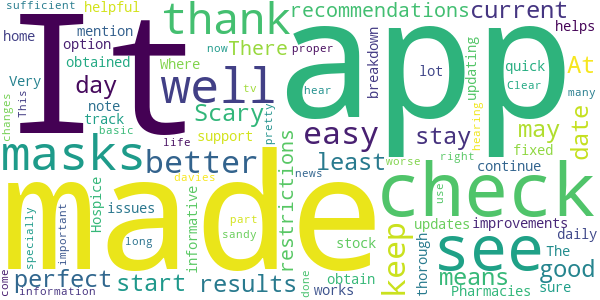 sufficient helpful thank recommendations current
home mention There breakdown helps
option obtained Where now At
Very day well tv lot quick Clear
This note Scary hear updating many
changes track support pretty proper
basic life easy stay may date
It app
masks better least worse right fixed
hearing
made check
restrictions news continue
specially important Hospice issues informative davies use
long part keep updates improvements daily
sandy stock see means The good
perfect start results obtain thorough
come done works Pharmacies sure
information